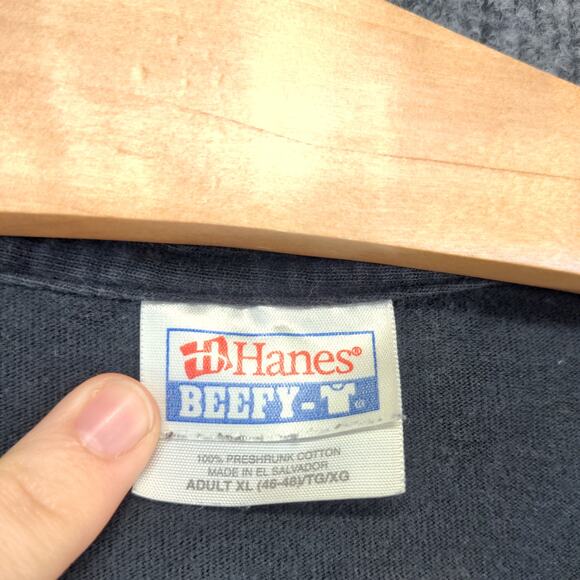 Hanes®
BEEFY-T®
100% PRESHRUNK COTTON
MADE IN EL SALVADOR
ADULT XL (46-48)/TG/XG